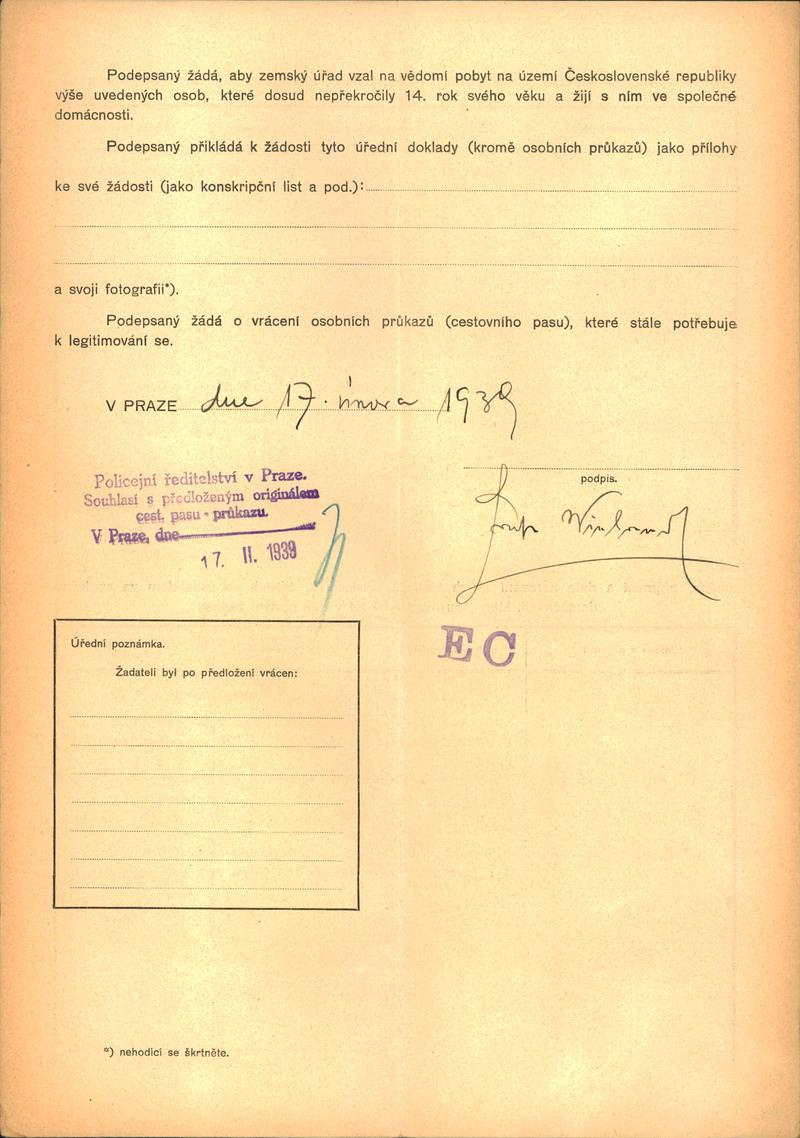 Podepsaný žádá, aby zemský úřad vzal na vědomí pobyt na území Československé republiky
výše uvedených osob, které dosud nepřekročily 14. rok svého věku a žijí s ním ve společné
domácnosti.
Podepsaný přikládá k žádosti tyto úřední doklady (kromě osobních průkazů) jako přílohy
ke své žádosti (jako konskripční list a pod.):
a svoji fotografii*).
Podepsaný žádá o vrácení osobních průkazů (cestovního pasu), které stále potřebuje
k legitimování se.
V PRAZE dne 17. února 1939
podpis.
Policejní ředitelství v Praze.
Souhlasí s předloženým originálem
cest. pasu - průkazu.
V Praze, dne
17. II. 1939
EC
Úřední poznámka.
Žadateli byl po předložení vrácen:
*) nehodící se škrtněte.